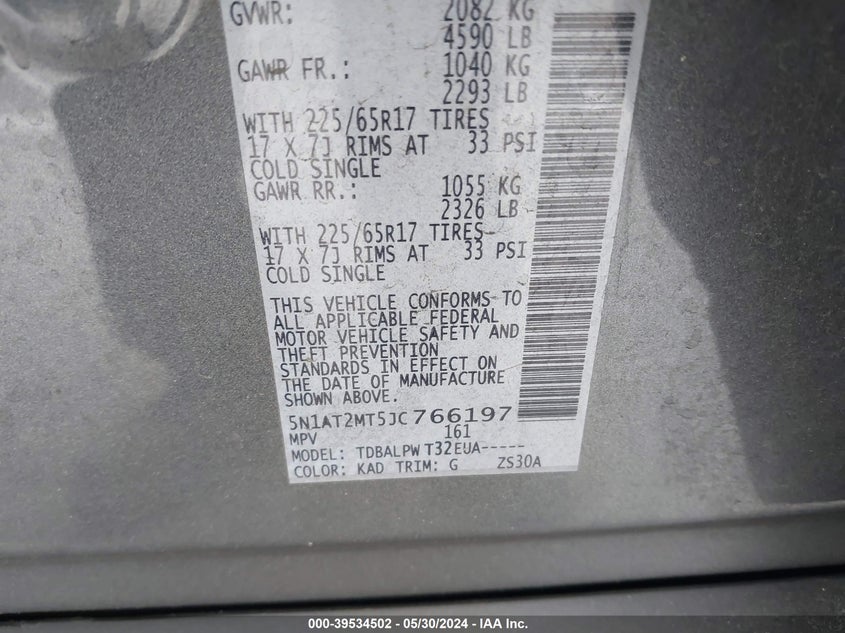 GVWR: 2082 KG
4590 LB
GAWR FR.: 1040 KG
2293 LB
WITH 225/65R17 TIRES
17 X 7J RIMS AT 33 PSI
COLD SINGLE
GAWR RR.: 1055 KG
2326 LB
WITH 225/65R17 TIRES
17 X 7J RIMS AT 33 PSI
COLD SINGLE
THIS VEHICLE CONFORMS TO
ALL APPLICABLE FEDERAL
MOTOR VEHICLE SAFETY AND
THEFT PREVENTION
STANDARDS IN EFFECT ON
THE DATE OF MANUFACTURE
SHOWN ABOVE.
5N1AT2MT5JC766197
MPV 161
MODEL: TDBALPW T32EUA-----
COLOR: KAD TRIM: G ZS30A
000-39534502 — 05/30/2024 — IAA Inc.